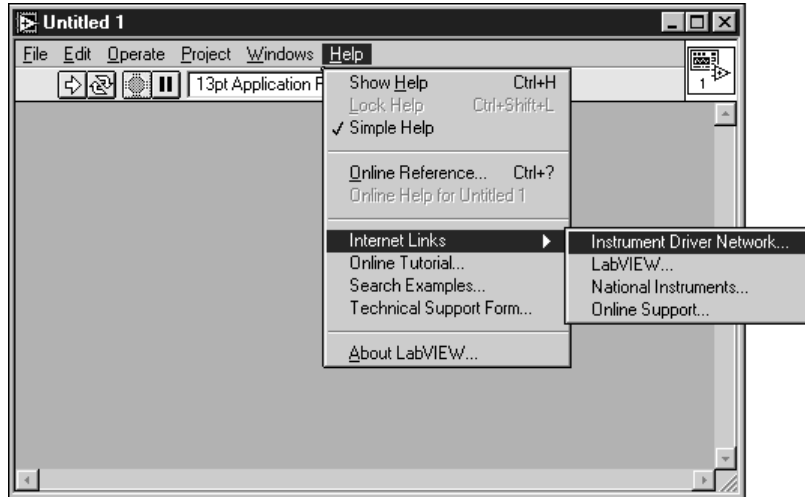 Untitled 1
File Edit Operate Project Windows Help
13pt Application F
1
Show Help Ctrl+H
Lock Help Ctrl+Shift+L
✓ Simple Help
Online Reference... Ctrl+?
Online Help for Untitled 1
Internet Links
Online Tutorial...
Search Examples...
Technical Support Form...
About LabVIEW...
Instrument Driver Network...
LabVIEW...
National Instruments...
Online Support...